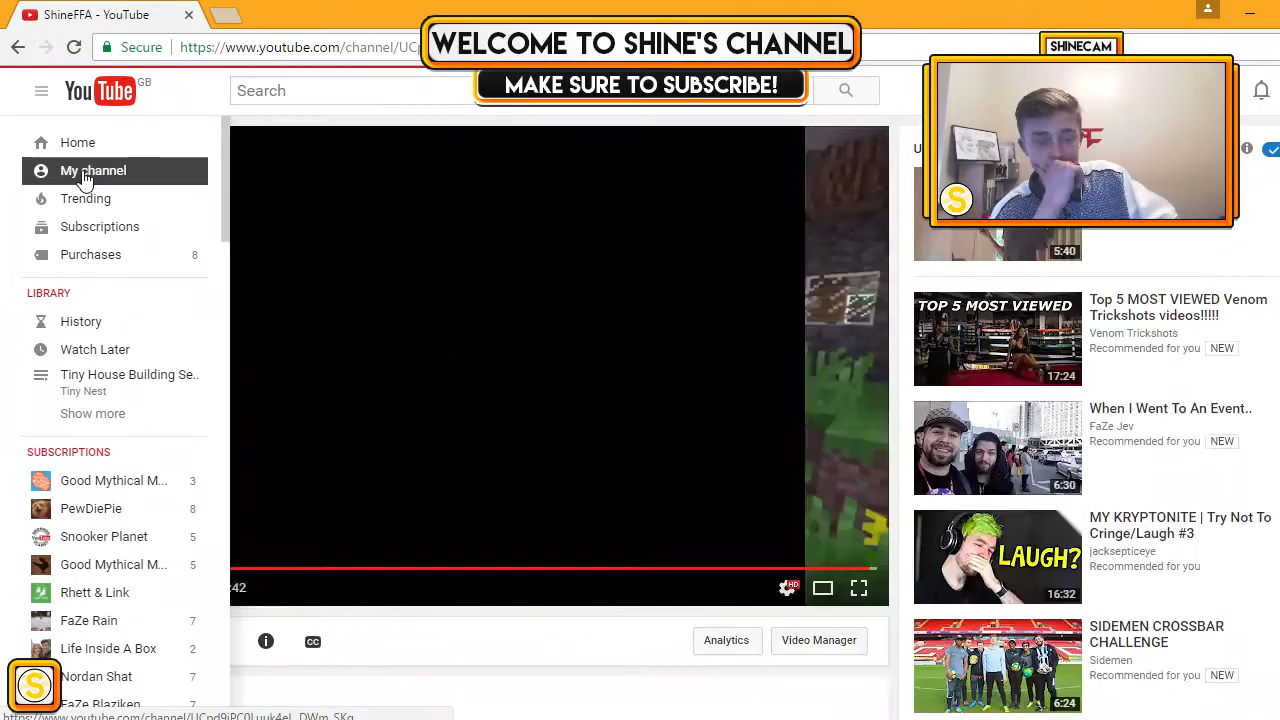 ShineFFA - YouTube
Secure
https://www.youtube.com/channel/UC
WELCOME TO SHINE'S CHANNEL
MAKE SURE TO SUBSCRIBE!
SHINECAM
YouTube GB
Search
Home
My channel
Trending
Subscriptions
Purchases 8
LIBRARY
History
Watch Later
Tiny House Building Se..
Tiny Nest
Show more
SUBSCRIPTIONS
Good Mythical M... 3
PewDiePie 8
Snooker Planet 5
Good Mythical M... 5
Rhett & Link
FaZe Rain 7
Life Inside A Box 2
Nordan Shat 7
FaZe Blaziken
S
:42
HD
CC
Analytics
Video Manager
S
U
5:40
TOP 5 MOST VIEWED
17:24
Top 5 MOST VIEWED Venom
Trickshots videos!!!!!
Venom Trickshots
Recommended for you NEW
6:30
When I Went To An Event..
FaZe Jev
Recommended for you NEW
LAUGH?
16:32
MY KRYPTONITE | Try Not To
Cringe/Laugh #3
jacksepticeye
Recommended for you
6:24
SIDEMEN CROSSBAR
CHALLENGE
Sidemen
Recommended for you NEW